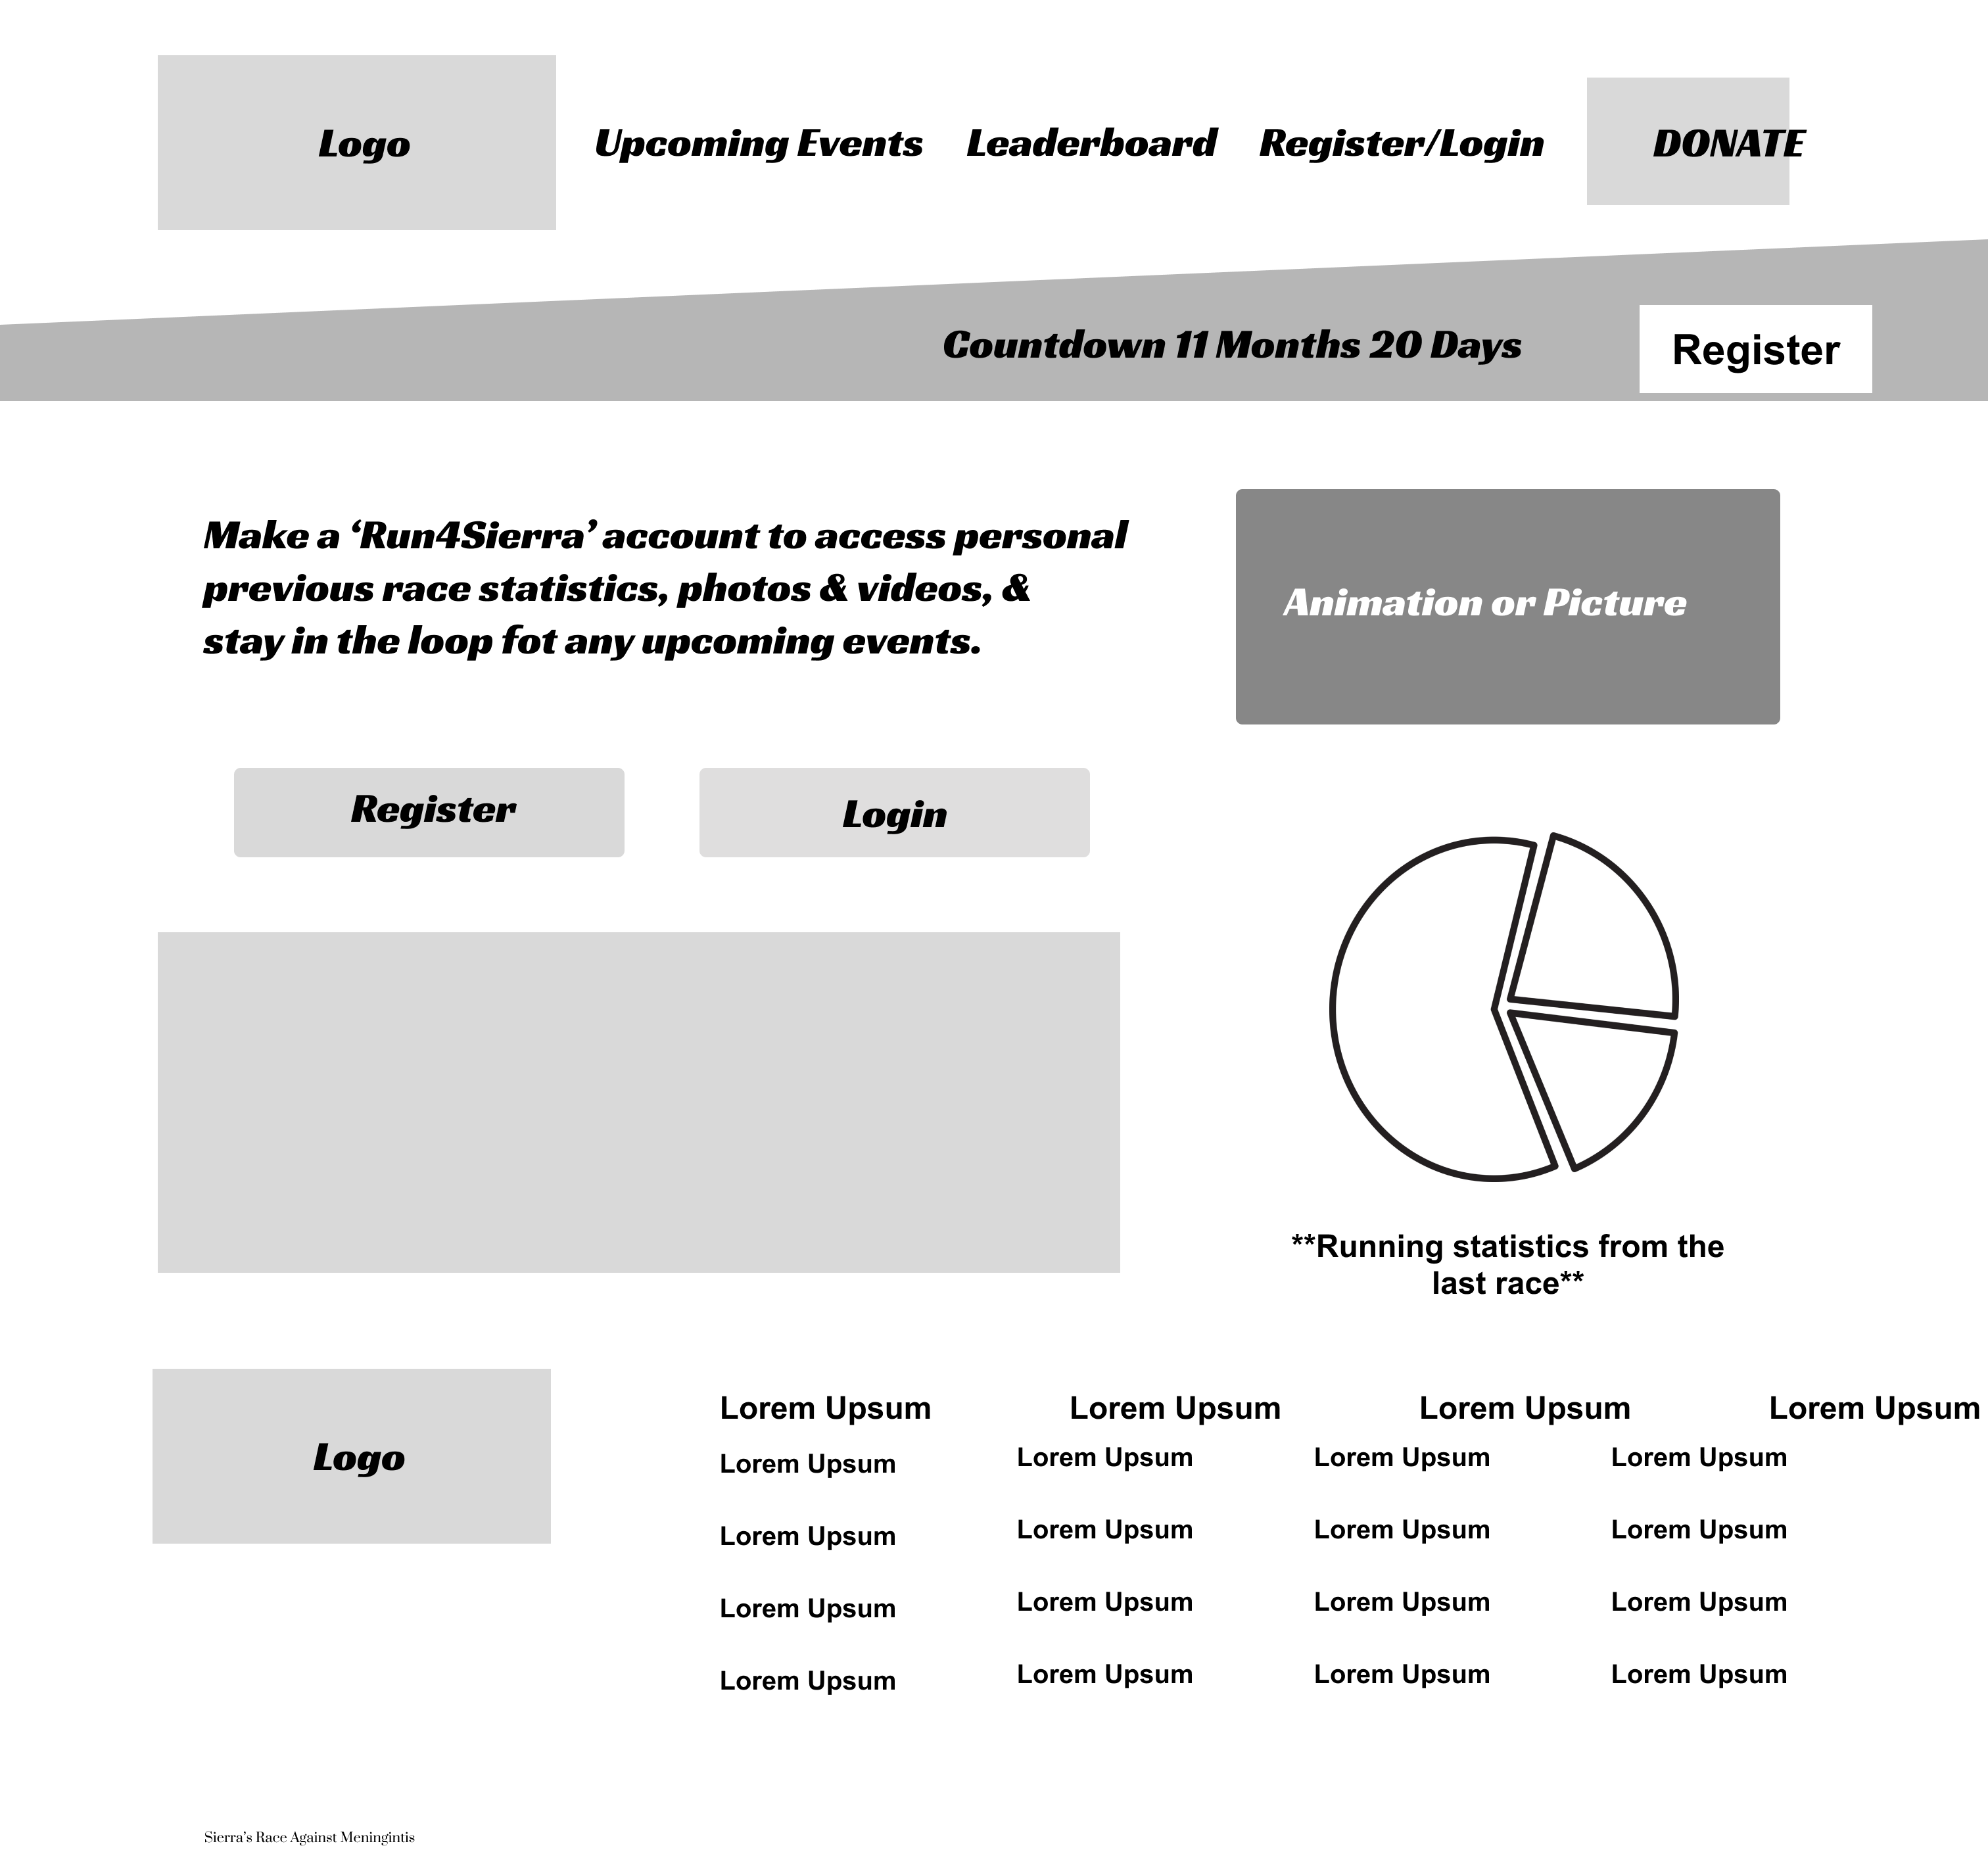 Logo
Upcoming Events
Leaderboard
Register/Login
DONATE
Countdown 11 Months 20 Days
Register
Make a ‘Run4Sierra’ account to access personal
previous race statistics, photos & videos, &
stay in the loop fot any upcoming events.
Animation or Picture
Register
Login
**Running statistics from the
last race**
Logo
Lorem Upsum Lorem Upsum Lorem Upsum Lorem Upsum
Lorem Upsum Lorem Upsum Lorem Upsum Lorem Upsum
Lorem Upsum Lorem Upsum Lorem Upsum Lorem Upsum
Lorem Upsum Lorem Upsum Lorem Upsum Lorem Upsum
Lorem Upsum Lorem Upsum Lorem Upsum Lorem Upsum
Sierra’s Race Against Meningintis